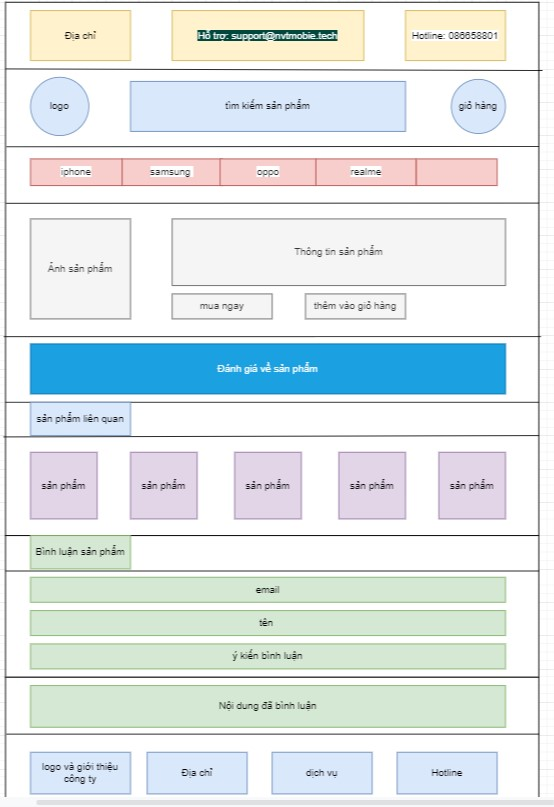 Địa chỉ
Hỗ trợ: support@nvtmobie.tech
Hotline: 086658801
logo
tìm kiếm sản phẩm
giỏ hàng
iphone
samsung
oppo
realme
Ảnh sản phẩm
Thông tin sản phẩm
mua ngay
thêm vào giỏ hàng
Đánh giá về sản phẩm
sản phẩm liên quan
sản phẩm
sản phẩm
sản phẩm
sản phẩm
sản phẩm
Bình luận sản phẩm
email
tên
ý kiến bình luận
Nội dung đã bình luận
logo và giới thiệu
công ty
Địa chỉ
dịch vụ
Hotline